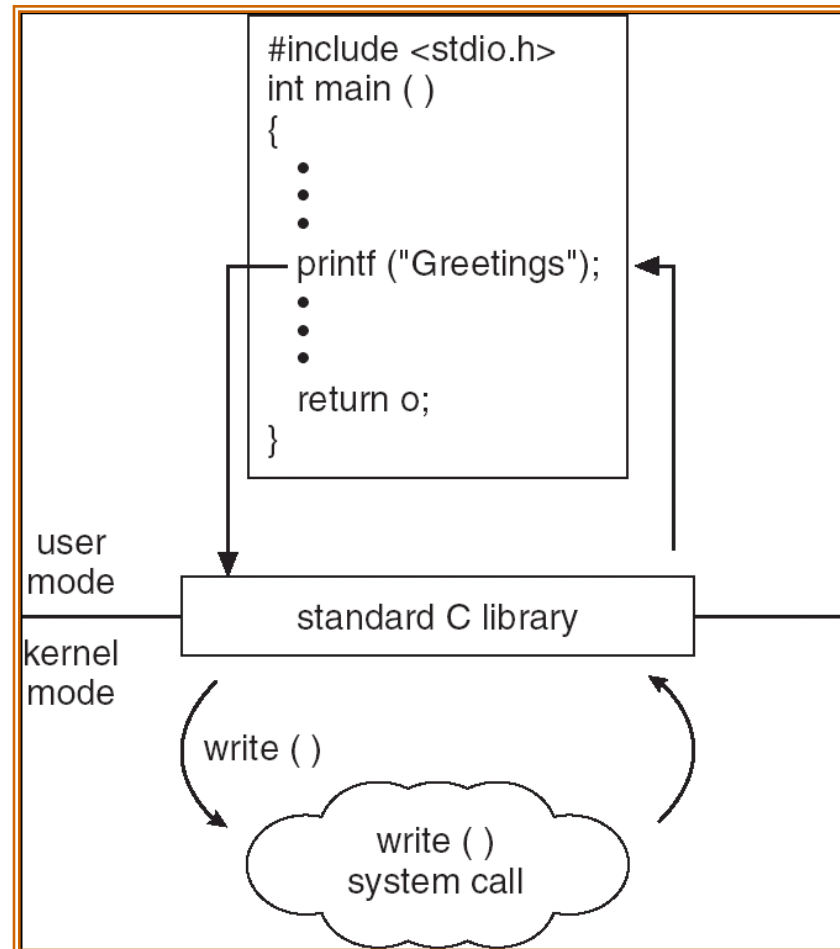 #include <stdio.h>
int main ( )
{
•
•
•
printf ("Greetings");
•
•
•
return o;
}
user
mode
standard C library
kernel
mode
write ( )
write ( )
system call